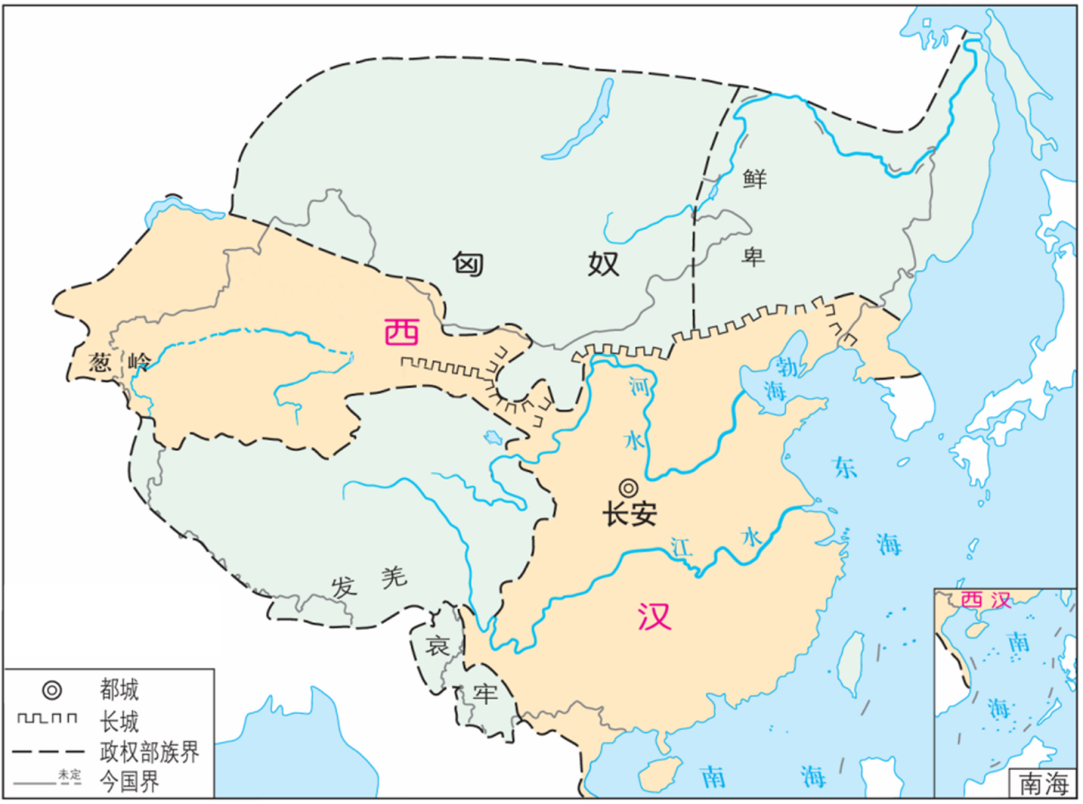 鲜
卑
匈 奴
西
葱 岭
勃
海
河
水
东
海
长安
江 水
发 羌
汉
哀
牢
南 海
西 汉
南
海
南海
都城
长城
政权部族界
未定
今国界